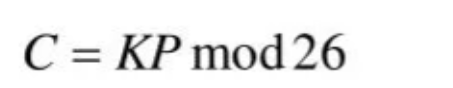 C = KP mod 26